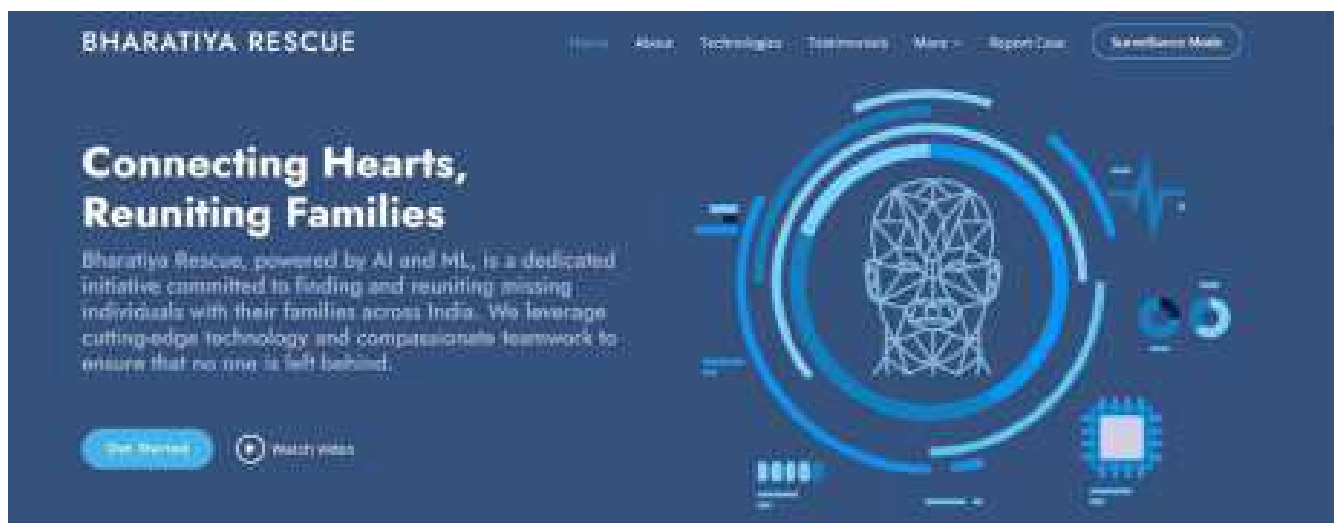 BHARATIYA RESCUE
Home About Technologies Testimonials More Report Case Surveillance Mode
Connecting Hearts,
Reuniting Families
Bharatiya Rescue, powered by AI and ML, is a dedicated
initiative committed to finding and reuniting missing
individuals with their families across India. We leverage
cutting-edge technology and compassionate teamwork to
ensure that no one is left behind.
Get Started Watch Video